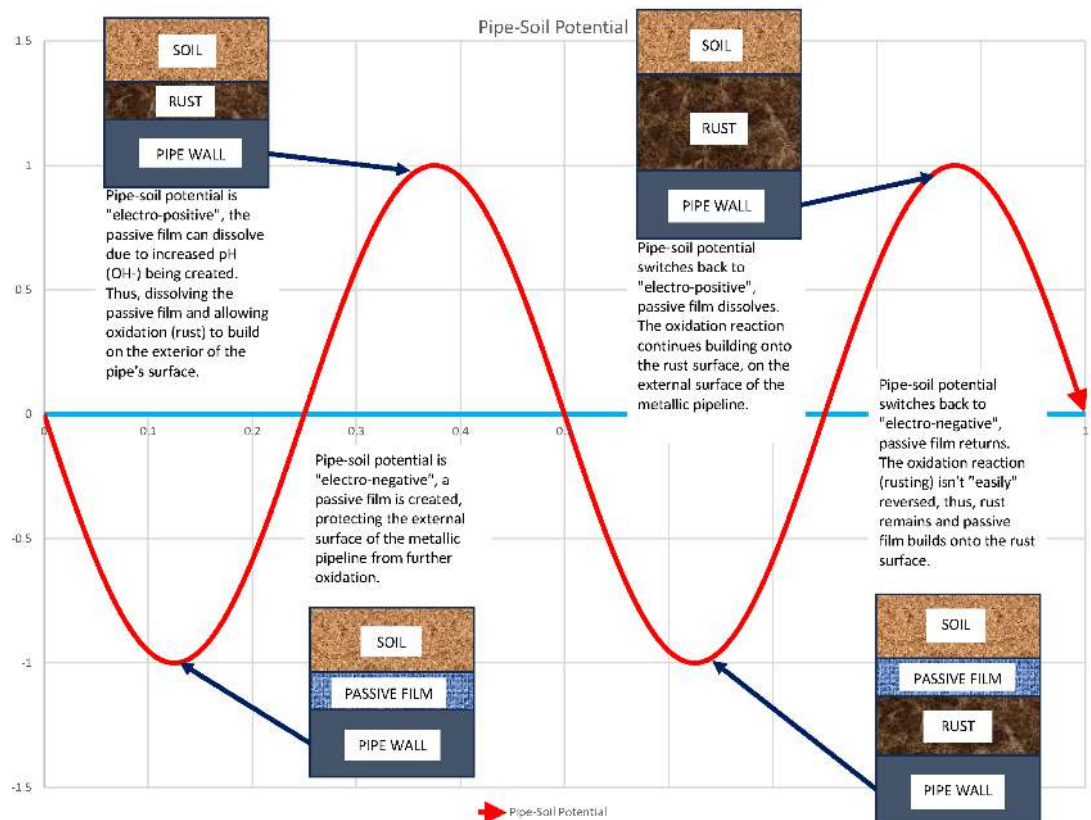 Pipe-Soil Potential
SOIL
RUST
PIPE WALL
Pipe-soil potential is
"electro-positive", the
passive film can dissolve
due to increased pH
(OH-) being created.
Thus, dissolving the
passive film and allowing
oxidation (rust) to build
on the exterior of the
pipe's surface.
SOIL
RUST
PIPE WALL
Pipe-soil potential
switches back to
"electro-positive",
passive film dissolves.
The oxidation reaction
continues building onto
the rust surface, on the
external surface of the
metallic pipeline.
Pipe-soil potential is
"electro-negative", a
passive film is created,
protecting the external
surface of the metallic
pipeline from further
oxidation.
SOIL
PASSIVE FILM
PIPE WALL
Pipe-soil potential
switches back to
"electro-negative",
passive film returns.
The oxidation reaction
(rusting) isn't "easily"
reversed, thus, rust
remains and passive
film builds onto the rust
surface.
SOIL
PASSIVE FILM
RUST
PIPE WALL
1.5
1
0.5
0
-0.5
-1
-1.5
0.1
0.2
0.3
0.4
1
Pipe-Soil Potential